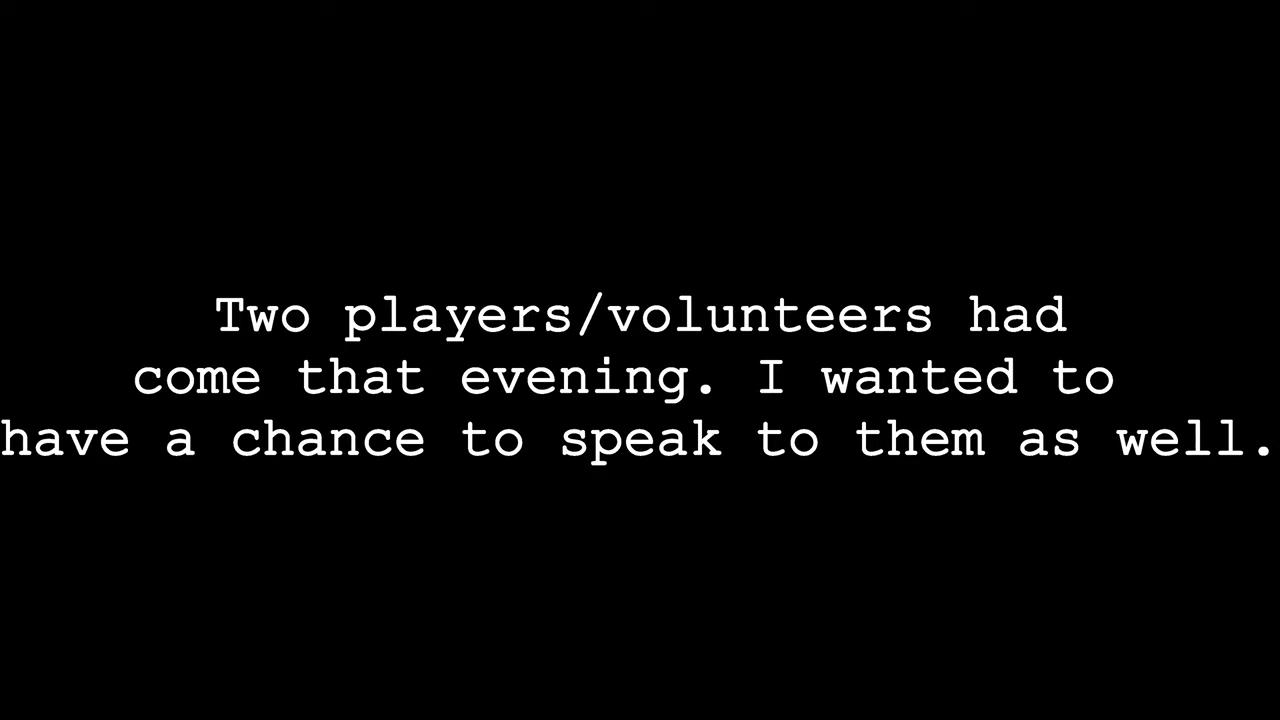 Two players/volunteers had
come that evening. I wanted to
have a chance to speak to them as well.